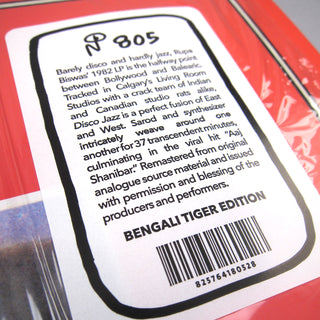 805
Barely disco and hardly jazz, Rupa
Biswas' 1982 LP is the halfway point
between Bollywood and Balearic.
Tracked in Calgary's Living Room
Studios with a crack team of Indian
and Canadian studio rats alike,
Disco Jazz is a perfect fusion of East
and West. Sarod and synthesizer
intricately weave around one
another for 37 transcendent minutes,
culminating in the viral hit "Aaj
Shanibar." Remastered from original
analogue source material and issued
with permission and blessing of the
producers and performers.
BENGALI TIGER EDITION
825764180528